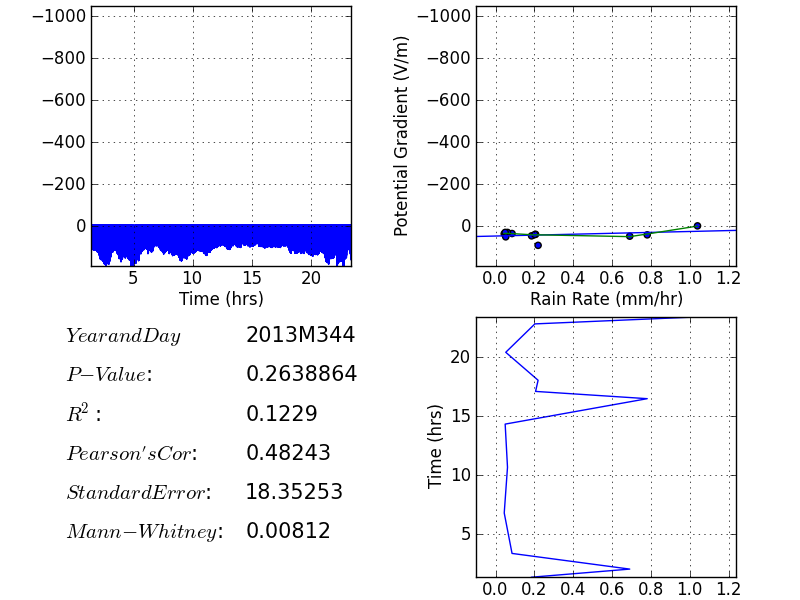 −1000
−800
−600
−400
−200
0
5 10 15 20
Time (hrs)
Potential Gradient (V/m)
−1000
−800
−600
−400
−200
0
0.0 0.2 0.4 0.6 0.8 1.0 1.2
Rain Rate (mm/hr)
YearandDay 2013M344
P−Value: 0.2638864
R²: 0.1229
Pearson'sCor: 0.48243
StandardError: 18.35253
Mann−Whitney: 0.00812
Time (hrs)
20
15
10
5
0.0 0.2 0.4 0.6 0.8 1.0 1.2